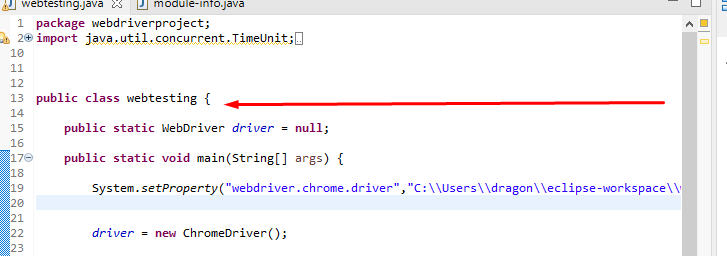 webtesting.java module-info.java
1 package webdriverproject;
2 import java.util.concurrent.TimeUnit;
10
11
12
13 public class webtesting {
14
15 public static WebDriver driver = null;
16
17 public static void main(String[] args) {
18
19 System.setProperty("webdriver.chrome.driver","C:\\Users\\dragon\\eclipse-workspace\\
20
21
22 driver = new ChromeDriver();
23